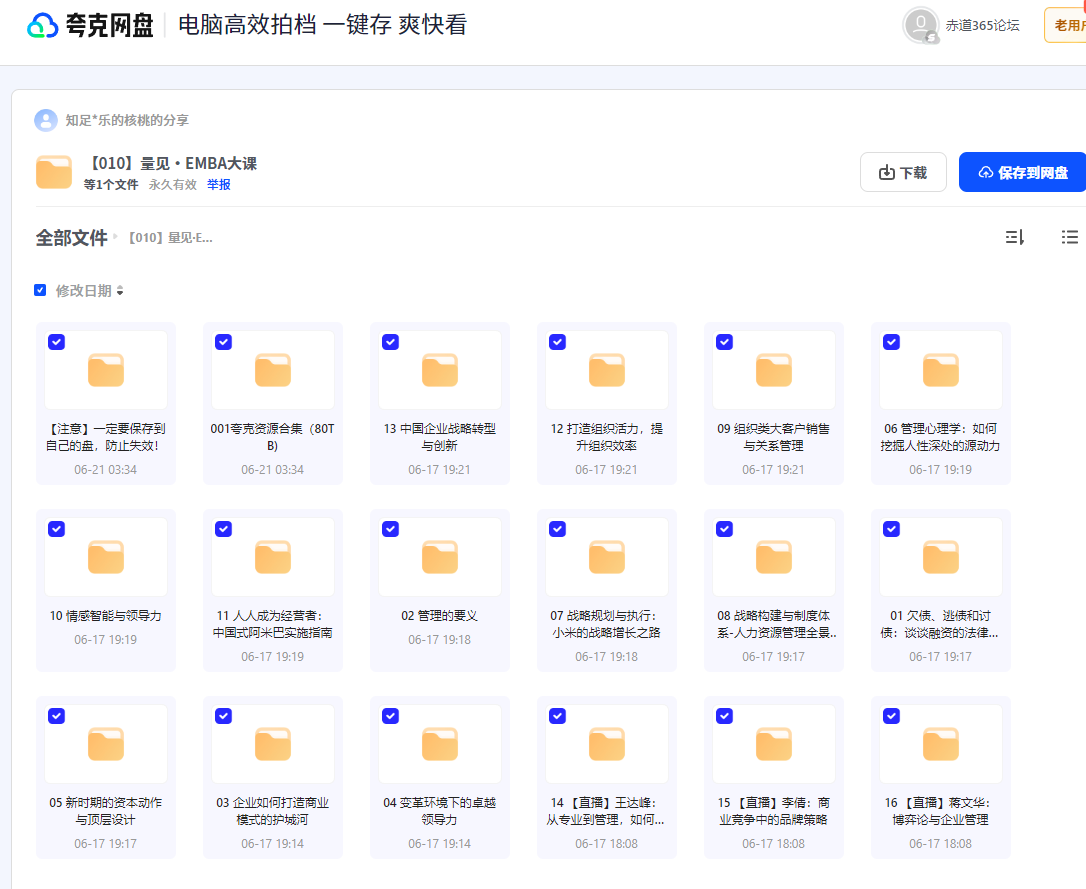 夸克网盘 电脑高效拍档 一键存 爽快看
赤道365论坛
知足*乐的核桃的分享
【010】量见·EMBA大课
等1个文件 永久有效 举报
下载
保存到网盘
全部文件 【010】量见·E...
修改日期
【注意】一定要保存到
自己的盘，防止失效！
06-21 03:34
001夸克资源合集（80T
B）
06-21 03:34
13 中国企业战略转型
与创新
06-17 19:21
12 打造组织活力，提
升组织效率
06-17 19:21
09 组织类大客户销售
与关系管理
06-17 19:21
06 管理心理学：如何
挖掘人性深处的源动力
06-17 19:19
10 情感智能与领导力
06-17 19:19
11 人人成为经营者：
中国式阿米巴实施指南
06-17 19:19
02 管理的要义
06-17 19:18
07 战略规划与执行：
小米的战略增长之路
06-17 19:18
08 战略构建与制度体
系-人力资源管理全景..
06-17 19:17
01 欠债、逃债和讨
债：谈谈融资的法律...
06-17 19:17
05 新时期的资本动作
与顶层设计
06-17 19:17
03 企业如何打造商业
模式的护城河
06-17 19:14
04 变革环境下的卓越
领导力
06-17 19:14
14 【直播】王达峰：
从专业到管理，如何...
06-17 18:08
15 【直播】李倩：商
业竞争中的品牌策略
06-17 18:08
16 【直播】蒋文华：
博弈论与企业管理
06-17 18:08